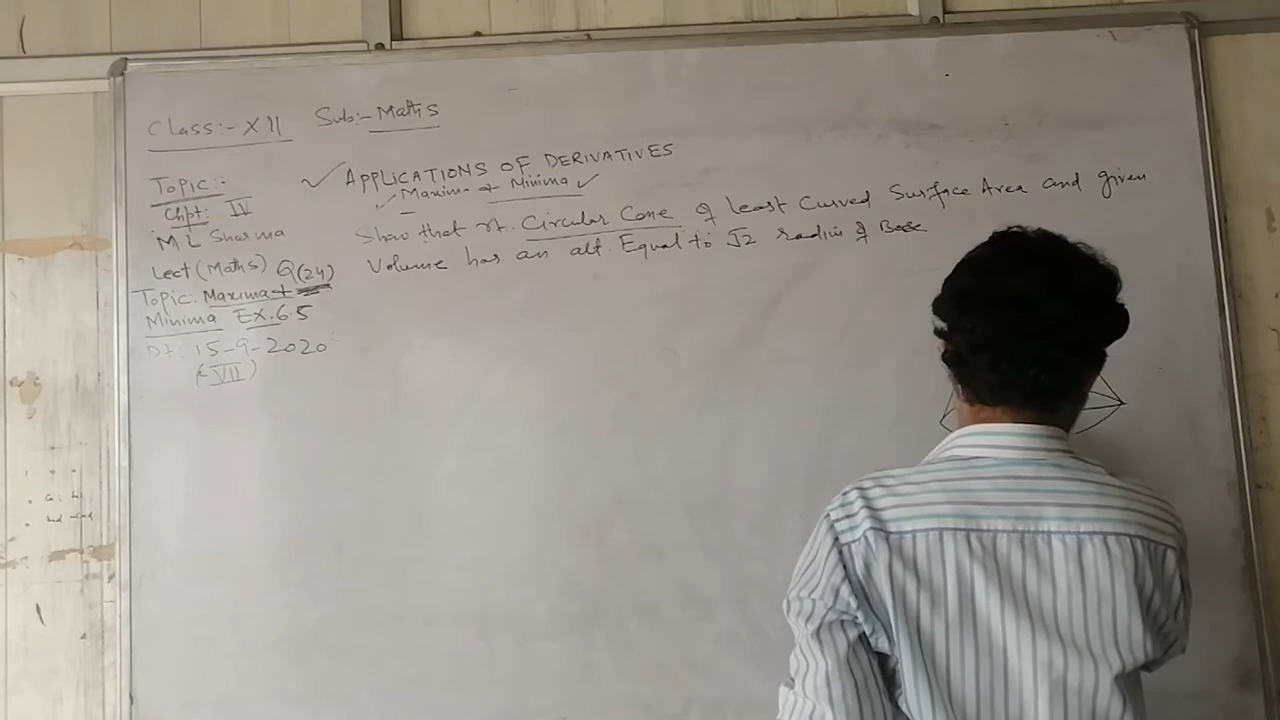 Class:- XII Sub:- Maths
Topic:-
✓ APPLICATIONS OF DERIVATIVES
✓ Maxima + Minima ✓
Chpt: IV
M L Sharma
Lect (Maths) Q(24)
Show that rt. Circular Cone of least Curved Surface Area and given
Volume has an alt. Equal to √2 radius of Base
Topic: Maxima +
Minima EX.6.5
Dt. 15-9-2020
(VII)